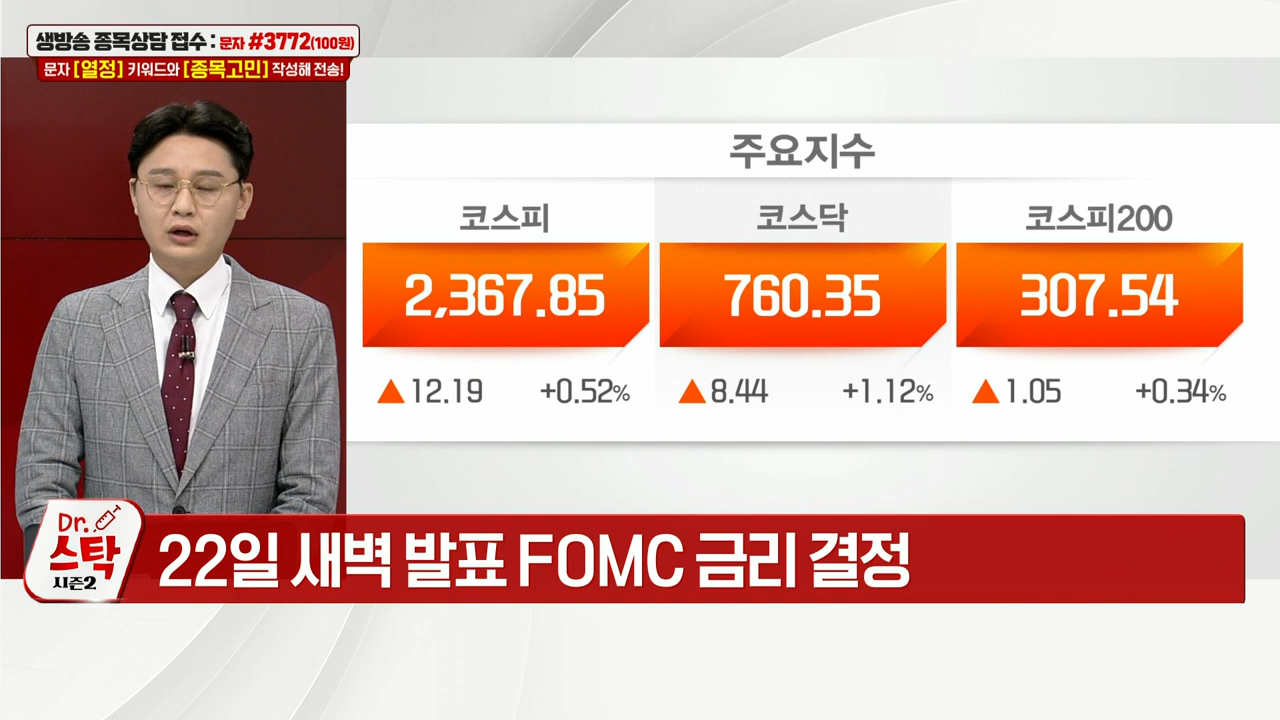 생방송 종목상담 접수 : 문자 #3772(100원)
문자 [열정] 키워드와 [종목고민] 작성해 전송!
주요지수
코스피
2,367.85
▲12.19 +0.52%
코스닥
760.35
▲8.44 +1.12%
코스피200
307.54
▲1.05 +0.34%
Dr.
스탁
시즌2
22일 새벽 발표 FOMC 금리 결정